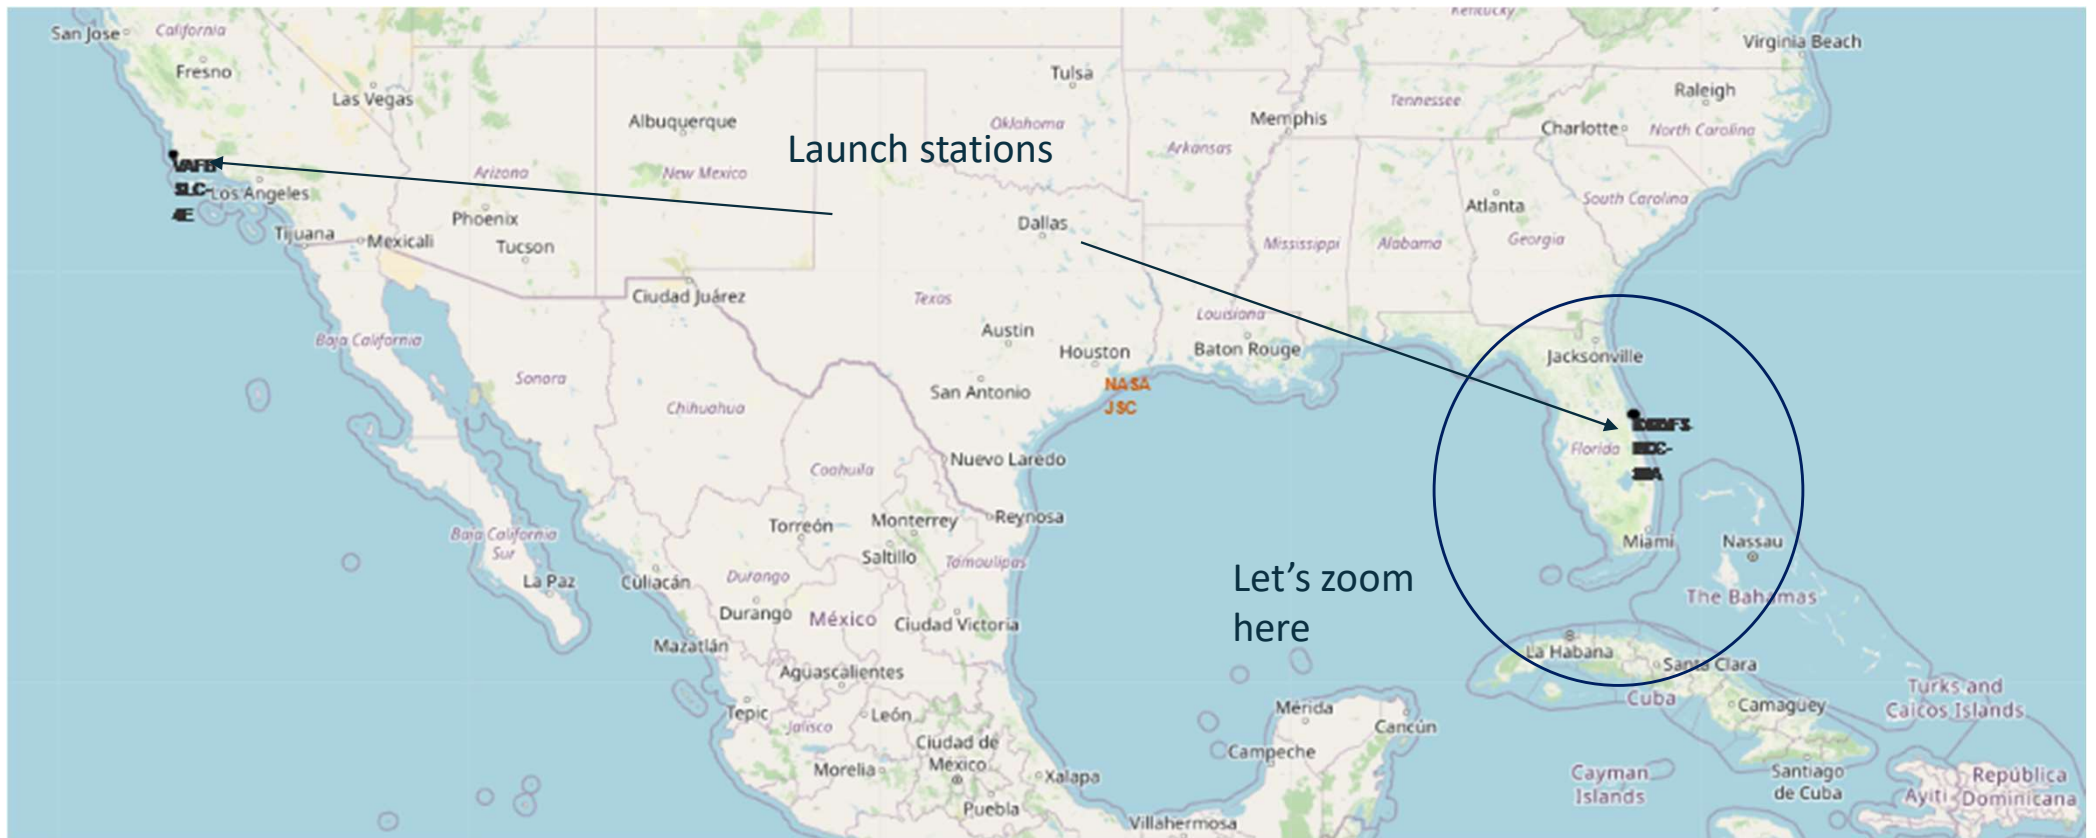 Kentucky
San Jose
California
Virginia Beach
Fresno
Tulsa
Las Vegas
Raleigh
Tennessee
Albuquerque
Memphis
Oklahoma
Charlotte
North Carolina
Launch stations
Arkansas
VAFB
SLC-
4E
Arizona
New Mexico
Los Angeles
South Carolina
Atlanta
Phoenix
Dallas
Tijuana
Mexicali
Tucson
Mississippi
Alabama
Georgia
Ciudad Juárez
Texas
Louisiana
Austin
Baja California
Houston
Baton Rouge
Jacksonville
Sonora
NASA
JSC
San Antonio
Chihuahua
Florida
Nuevo Laredo
Coahuila
Torreón
Monterrey
Reynosa
Baja California
Sur
Saltillo
Tamaulipas
Miami
Nassau
La Paz
Culiacán
Durango
Let’s zoom
here
The Bahamas
Durango
México
Ciudad Victoria
Mazatlán
La Habana
Santa Clara
Aguascalientes
Turks and
Caicos Islands
Cuba
Camagüey
Tepic
León
Jalisco
Mérida
Cancún
Ciudad de
México
Campeche
Morelia
Xalapa
Cayman
Islands
Santiago
de Cuba
República
Dominicana
Ayiti
Puebla
Villahermosa